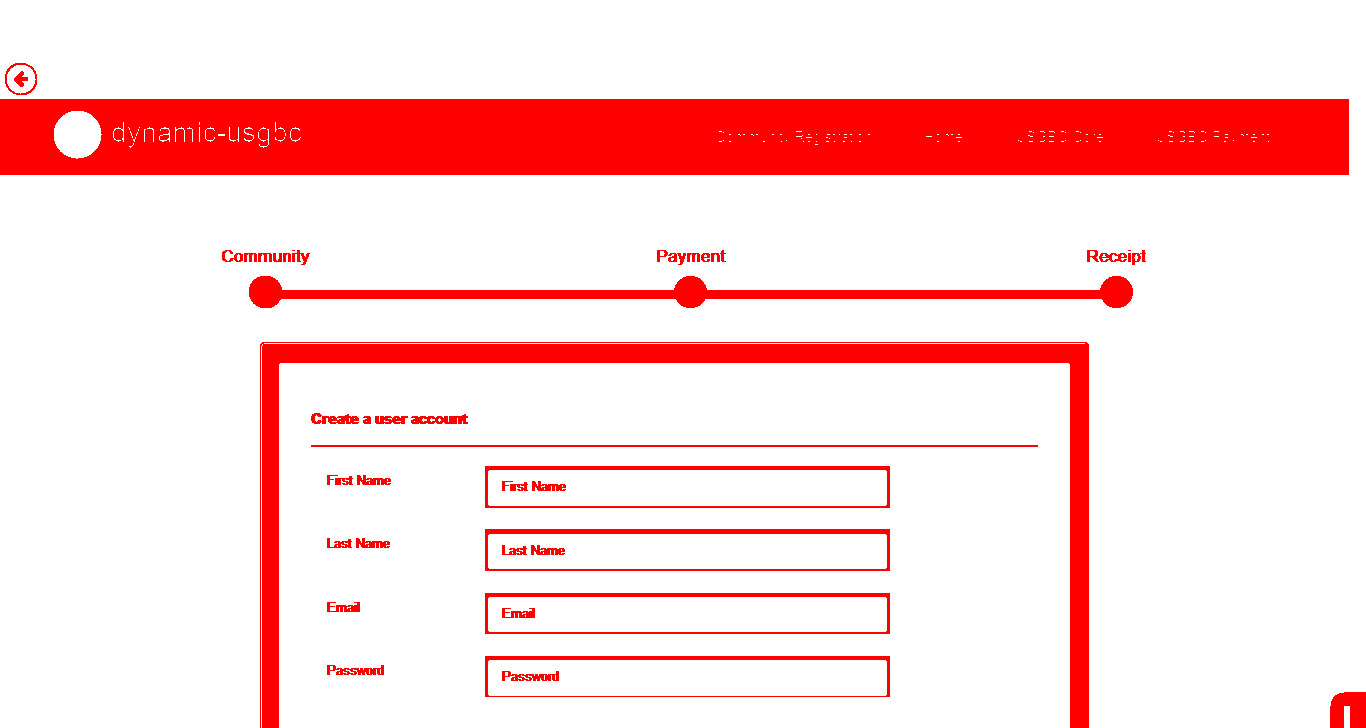 dynamic-usgbc
Community Registration Home USGBC Core USGBC Payment
Community Payment Receipt
Create a user account
First Name First Name
Last Name Last Name
Email Email
Password Password